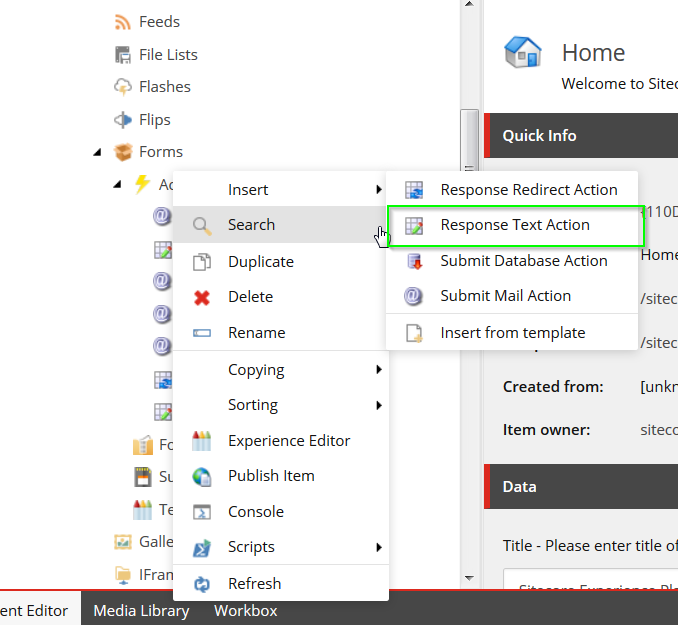 Feeds
File Lists
Flashes
Flips
Forms
Insert
Search
Duplicate
Delete
Rename
Copying
Sorting
Experience Editor
Publish Item
Console
Scripts
Refresh
Response Redirect Action
Response Text Action
Submit Database Action
Submit Mail Action
Insert from template
Home
Welcome to Sitec
Quick Info
{110D
Home
/sitec
/sitec
Created from:
[unkn
Item owner:
siteco
Data
Title - Please enter title of
Ac
Fo
Su
Te
Galle
IFram
ent Editor
Media Library
Workbox